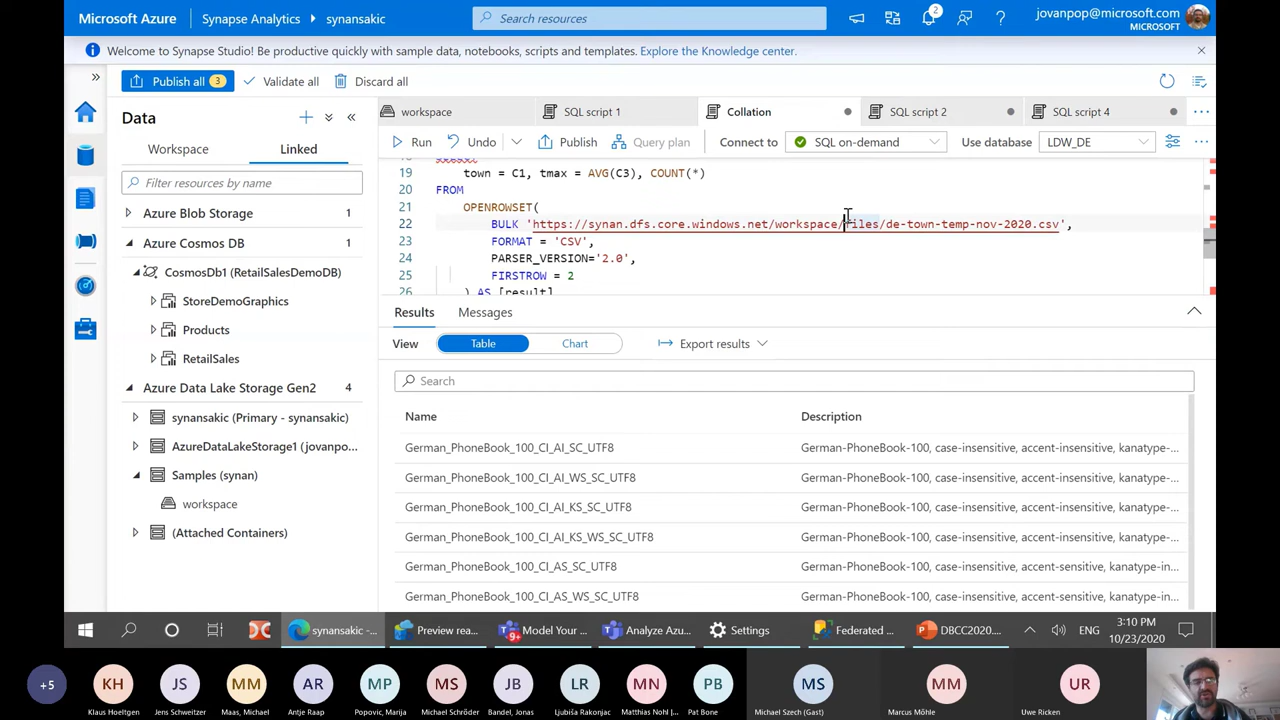 Microsoft Azure
Synapse Analytics
synansakic
Search resources
2
jovanpop@microsoft.com
MICROSOFT
Welcome to Synapse Studio! Be productive quickly with sample data, notebooks, scripts and templates. Explore the Knowledge center.
Publish all 3
Validate all
Discard all
Data
workspace
SQL script 1
Collation
SQL script 2
SQL script 4
Workspace
Linked
Run
Undo
Publish
Query plan
Connect to
SQL on-demand
Use database
LDW_DE
Filter resources by name
Azure Blob Storage 1
Azure Cosmos DB 1
CosmosDb1 (RetailSalesDemoDB)
StoreDemoGraphics
Products
RetailSales
Azure Data Lake Storage Gen2 4
synansakic (Primary - synansakic)
AzureDataLakeStorage1 (jovanpo...
Samples (synan)
workspace
(Attached Containers)
19 town = C1, tmax = AVG(C3), COUNT(*)
20 FROM
21 OPENROWSET(
22 BULK 'https://synan.dfs.core.windows.net/workspace/files/de-town-temp-nov-2020.csv',
23 FORMAT = 'CSV',
24 PARSER_VERSION='2.0',
25 FIRSTROW = 2
26 ) AS [result]
Results
Messages
View
Table
Chart
Export results
Search
Name Description
German_PhoneBook_100_CI_AI_SC_UTF8 German-PhoneBook-100, case-insensitive, accent-insensitive, kanatype-...
German_PhoneBook_100_CI_AI_WS_SC_UTF8 German-PhoneBook-100, case-insensitive, accent-insensitive, kanatype-...
German_PhoneBook_100_CI_AI_KS_SC_UTF8 German-PhoneBook-100, case-insensitive, accent-insensitive, kanatype-...
German_PhoneBook_100_CI_AI_KS_WS_SC_UTF8 German-PhoneBook-100, case-insensitive, accent-insensitive, kanatype-...
German_PhoneBook_100_CI_AS_SC_UTF8 German-PhoneBook-100, case-insensitive, accent-sensitive, kanatype-in...
German_PhoneBook_100_CI_AS_WS_SC_UTF8 German-PhoneBook-100, case-insensitive, accent-sensitive, kanatype-in...
synansakic -...
Preview rea...
9+
Model Your ...
Analyze Azu...
Settings
Federated ...
DBCC2020....
ENG
3:10 PM
10/23/2020
+5
KH
JS
MM
AR
MP
MS
JB
LR
MN
PB
MS
MM
UR
Klaus Hoeltgen
Jens Schweitzer
Maas, Michael
Antje Raap
Popovic, Marija
Michael Schröder
Bandel, Jonas
Ljubiša Rakonjac
Matthias Nohl J...
Pat Bone
Michael Szech (Gast)
Marcus Möhle
Uwe Ricken